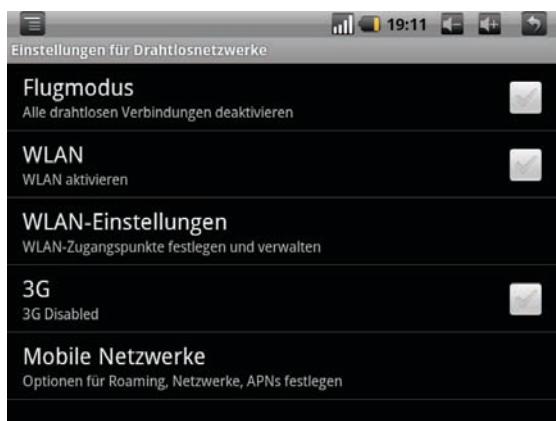 19:11
Einstellungen für Drahtlosnetzwerke
Flugmodus
Alle drahtlosen Verbindungen deaktivieren
WLAN
WLAN aktivieren
WLAN-Einstellungen
WLAN-Zugangspunkte festlegen und verwalten
3G
3G Disabled
Mobile Netzwerke
Optionen für Roaming, Netzwerke, APNs festlegen